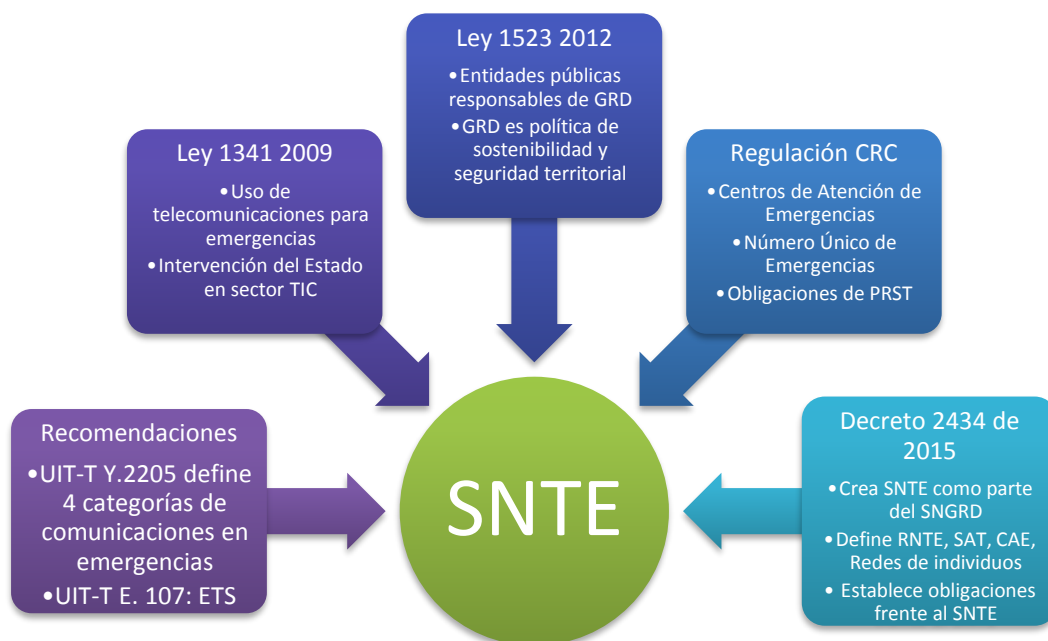 Ley 1523 2012
•Entidades públicas
responsables de GRD
•GRD es política de
sostenibilidad y
seguridad territorial
Ley 1341 2009
•Uso de
telecomunicaciones para
emergencias
•Intervención del Estado
en sector TIC
Regulación CRC
•Centros de Atención de
Emergencias
•Número Único de
Emergencias
•Obligaciones de PRST
Recomendaciones
•UIT-T Y.2205 define
4 categorías de
comunicaciones en
emergencias
•UIT-T E. 107: ETS
SNTE
Decreto 2434 de
2015
• Crea SNTE como parte
del SNGRD
• Define RNTE, SAT, CAE,
Redes de individuos
• Establece obligaciones
frente al SNTE